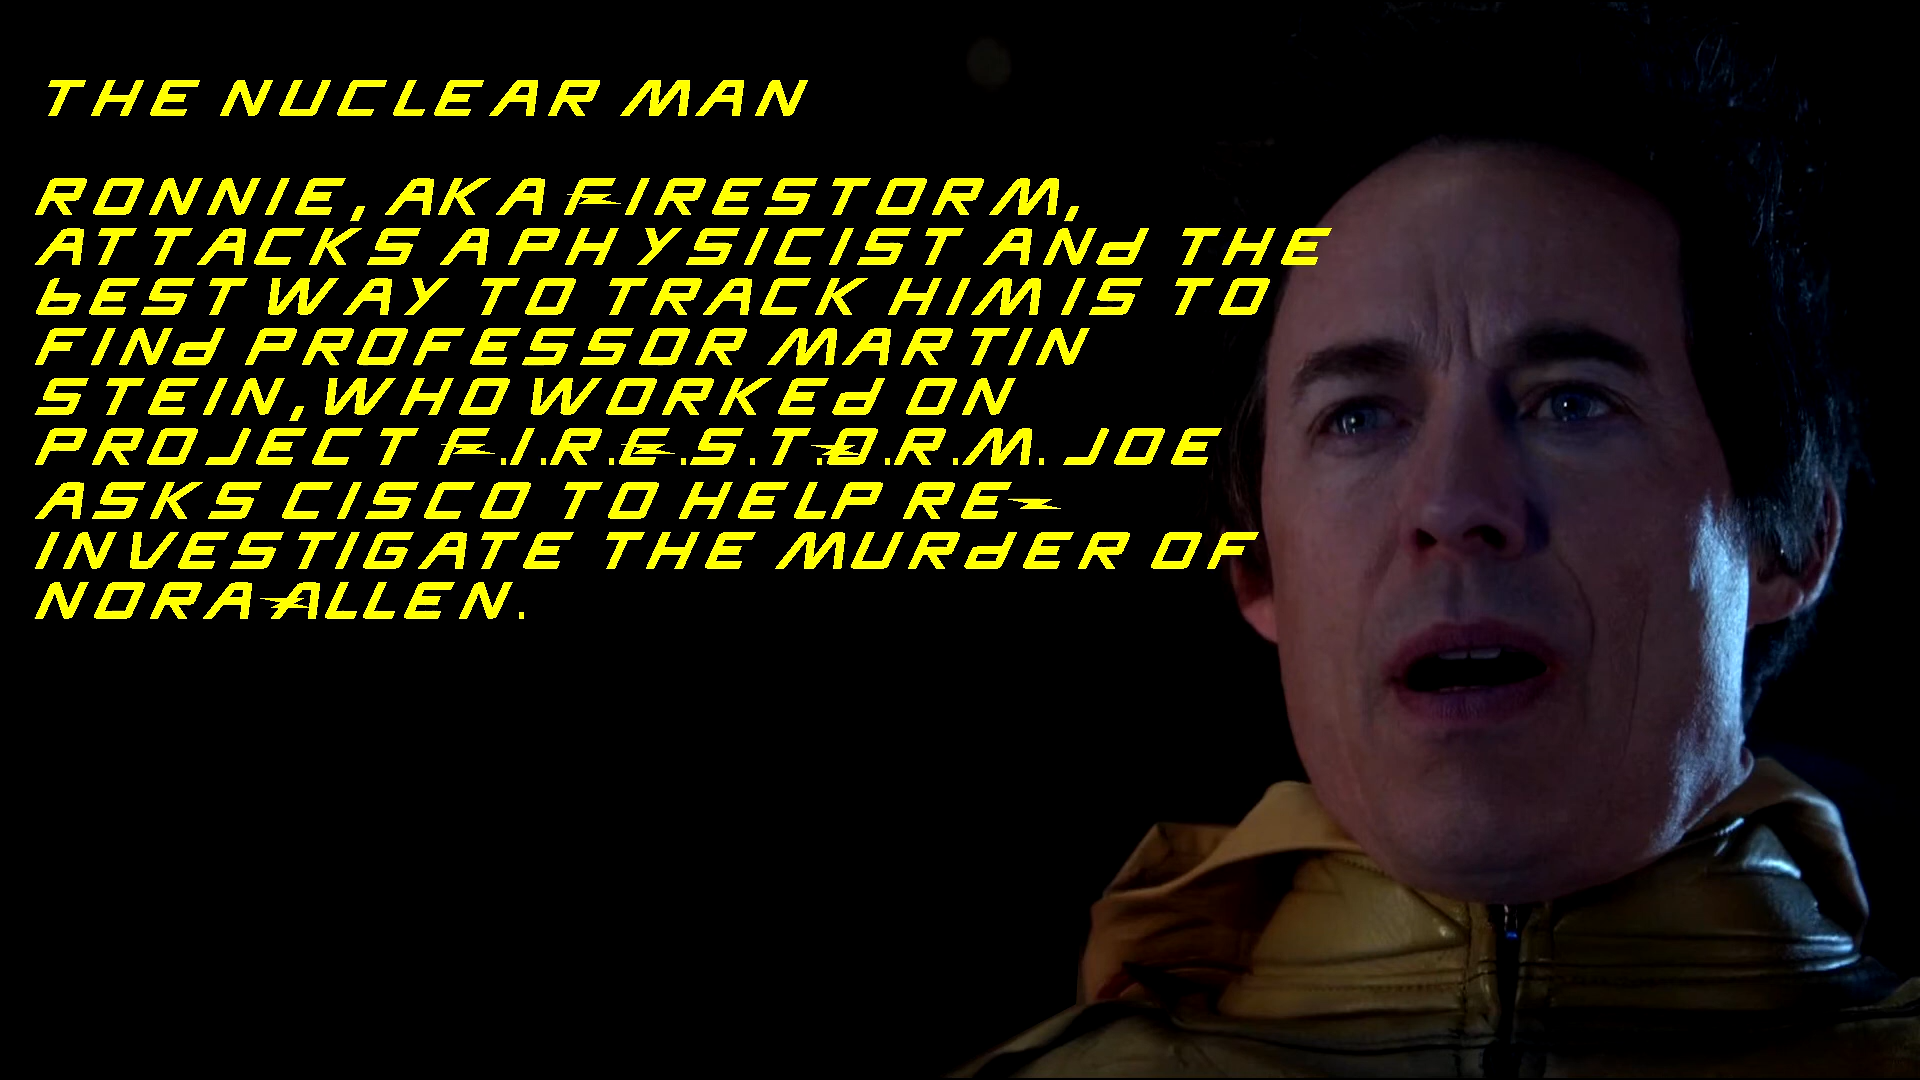 THE NUCLEAR MAN
RONNIE, AKA FIRESTORM,
ATTACKS A PHYSICIST ANd THE
bEST WAY TO TRACK HIM IS TO
FINd PROFESSOR MARTIN
STEIN, WHO WORKEd ON
PROJECT F.I.R.E.S.T.O.R.M. JOE
ASKS CISCO TO HELP RE-
INVESTIGATE THE MURdER OF
NORA ALLEN.